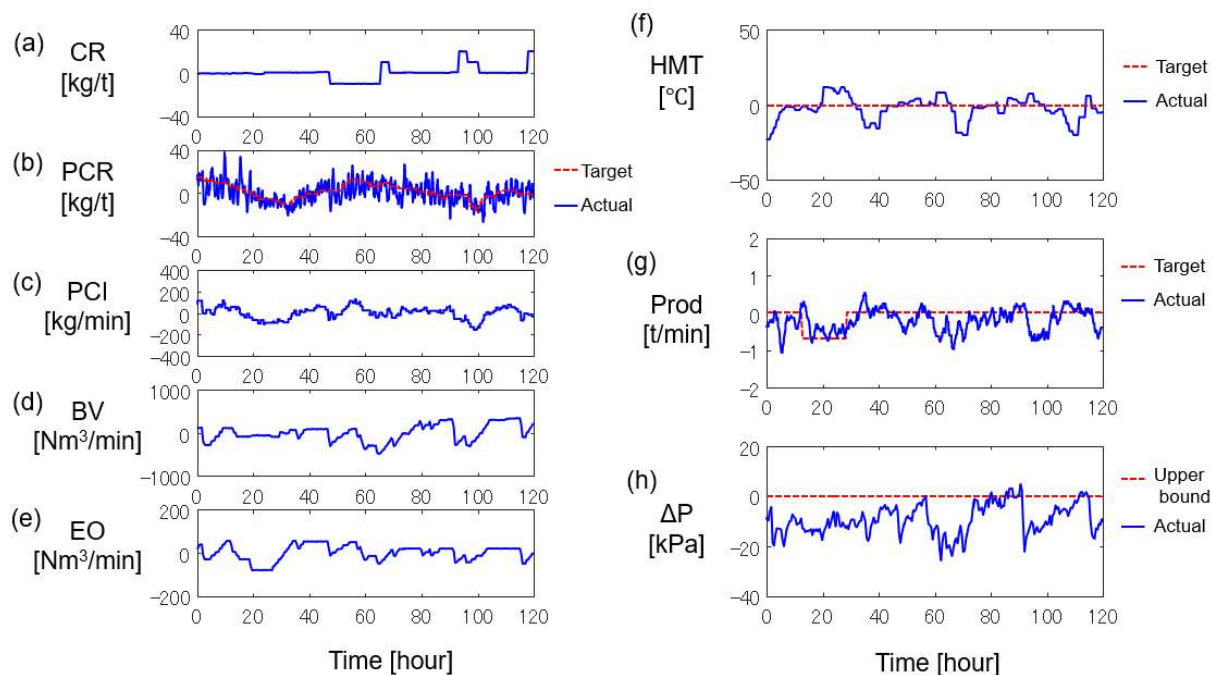 (a) CR
[kg/t]
40
0
−40
0 20 40 60 80 100 120
(b) PCR
[kg/t]
40
0
−40
0 20 40 60 80 100 120
Target
Actual
(c) PCI
[kg/min]
400
200
0
−200
−400
0 20 40 60 80 100 120
(d) BV
[Nm³/min]
1000
0
−1000
0 20 40 60 80 100 120
(e) EO
[Nm³/min]
200
0
−200
0 20 40 60 80 100 120
Time [hour]
(f) HMT
[℃]
50
0
−50
0 20 40 60 80 100 120
Target
Actual
(g) Prod
[t/min]
2
1
0
−1
−2
0 20 40 60 80 100 120
Target
Actual
(h) ΔP
[kPa]
20
0
−20
−40
0 20 40 60 80 100 120
Upper
bound
Actual
Time [hour]